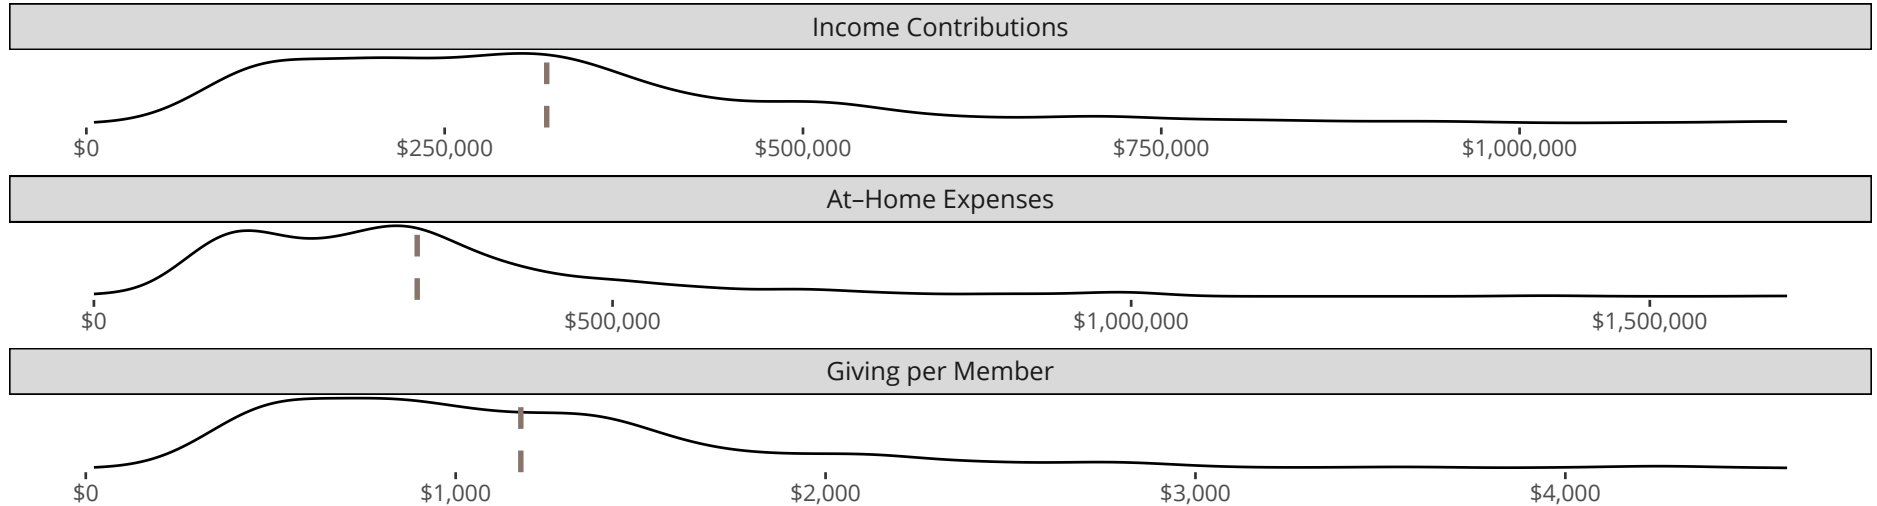 Income Contributions
$0 $250,000 $500,000 $750,000 $1,000,000
At–Home Expenses
$0 $500,000 $1,000,000 $1,500,000
Giving per Member
$0 $1,000 $2,000 $3,000 $4,000